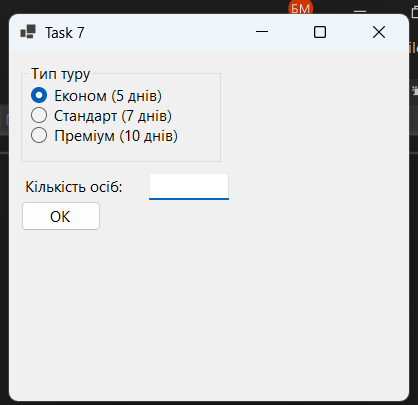 БМ
Task 7
Тип туру
Економ (5 днів)
Стандарт (7 днів)
Преміум (10 днів)
Кількість осіб:
OK